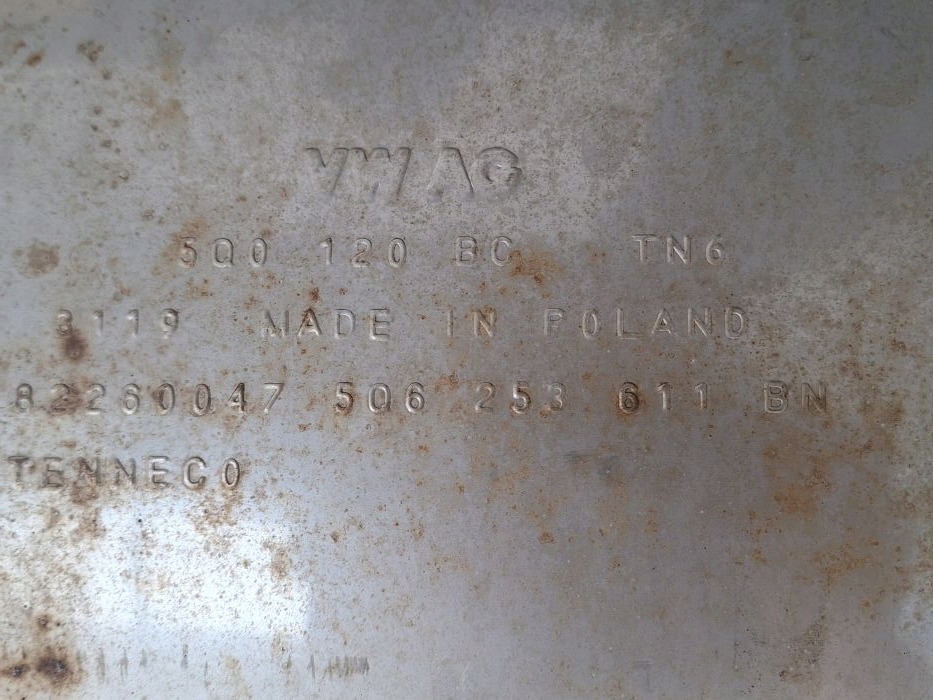 VW AG
5Q0 120 BC TN6
3119 MADE IN POLAND
82260047 5Q6 253 611 BN
TENNECO